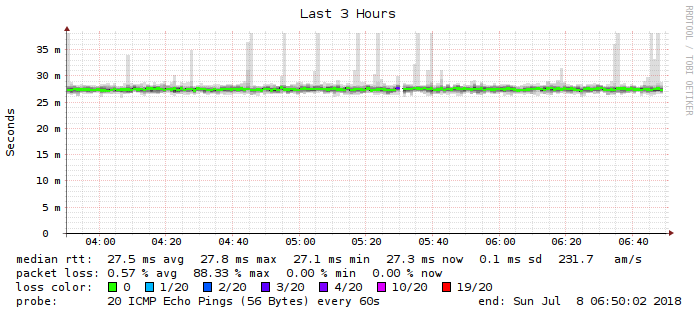 Last 3 Hours
RRDTOOL / TOBI OETIKER
Seconds
35 m
30 m
25 m
20 m
15 m
10 m
5 m
0
04:00 04:20 04:40 05:00 05:20 05:40 06:00 06:20 06:40
median rtt: 27.5 ms avg 27.8 ms max 27.1 ms min 27.3 ms now 0.1 ms sd 231.7 am/s
packet loss: 0.57 % avg 88.33 % max 0.00 % min 0.00 % now
loss color: 0 1/20 2/20 3/20 4/20 10/20 19/20
probe: 20 ICMP Echo Pings (56 Bytes) every 60s end: Sun Jul 8 06:50:02 2018